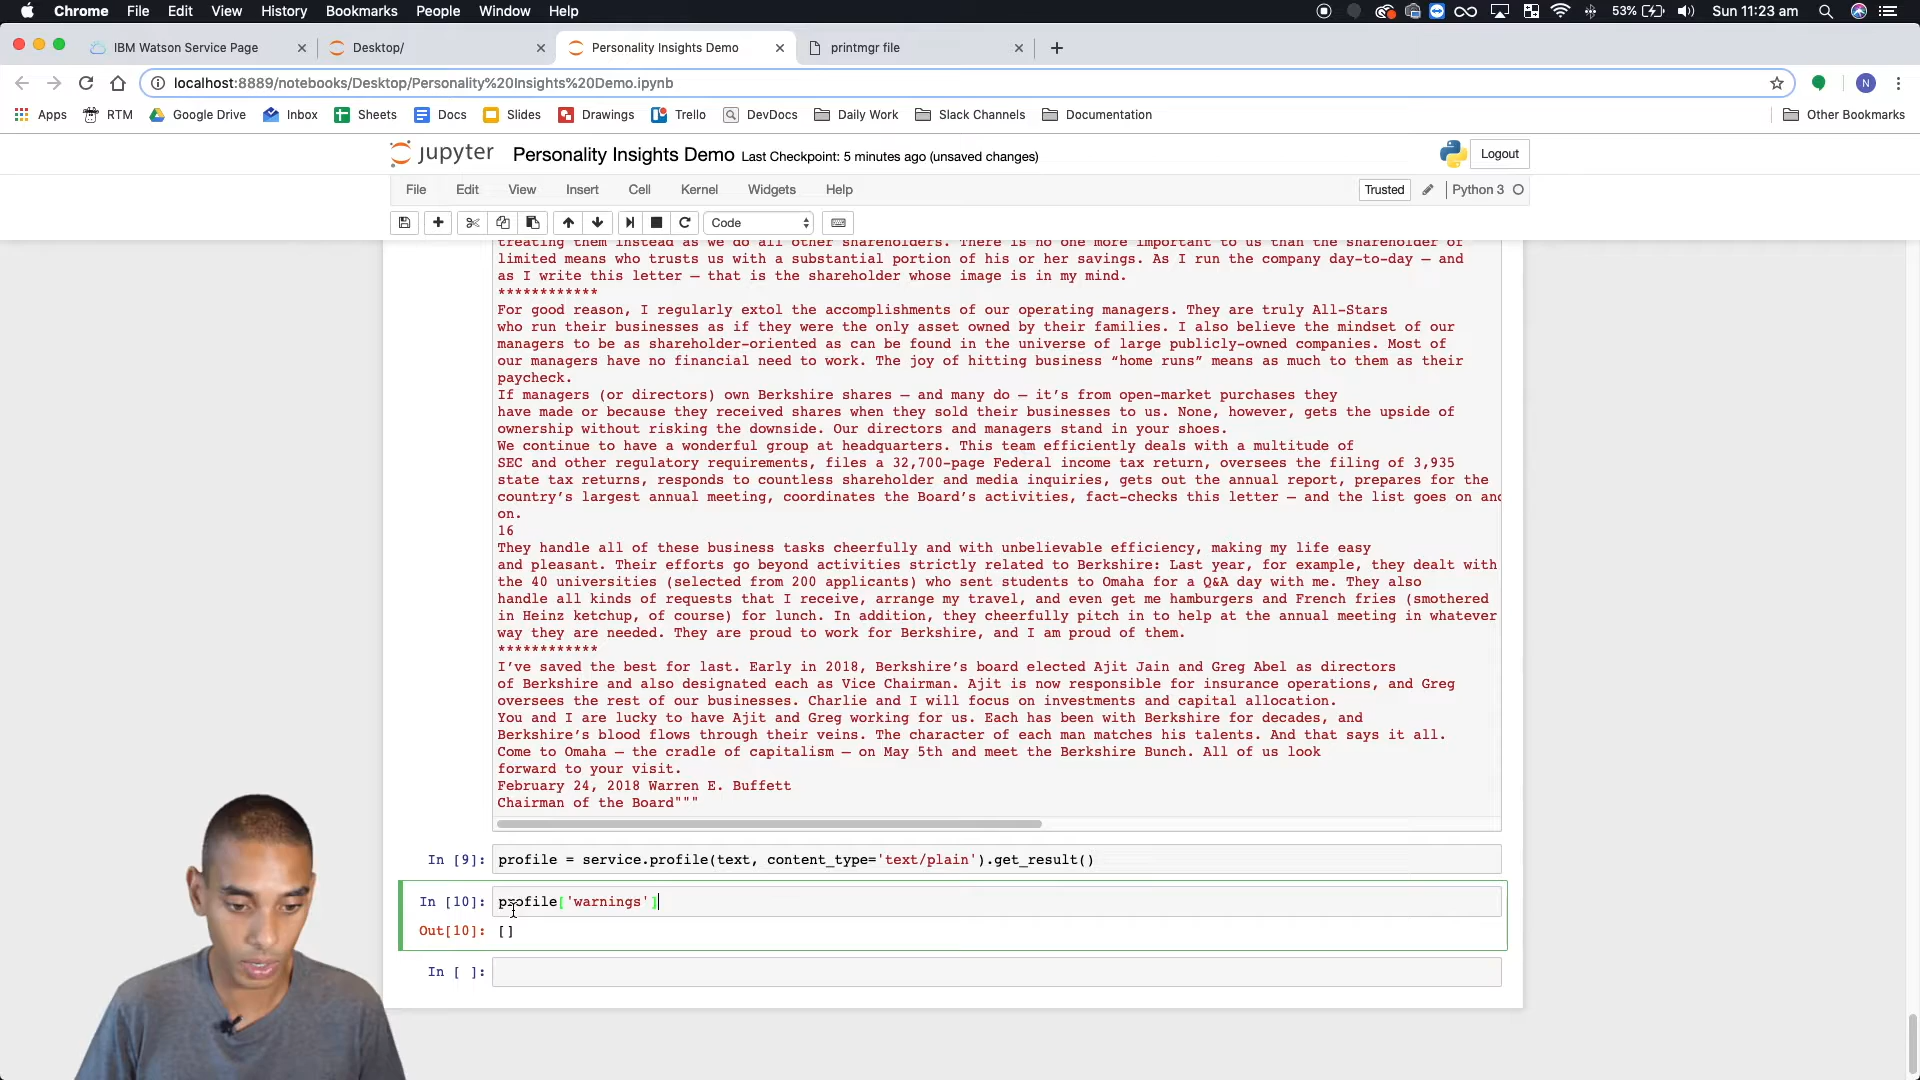 Chrome File Edit View History Bookmarks People Window Help 53% Sun 11:23 am
IBM Watson Service Page Desktop/ Personality Insights Demo printmgr file
localhost:8889/notebooks/Desktop/Personality%20Insights%20Demo.ipynb N
Apps RTM Google Drive Inbox Sheets Docs Slides Drawings Trello DevDocs Daily Work Slack Channels Documentation Other Bookmarks
jupyter Personality Insights Demo Last Checkpoint: 5 minutes ago (unsaved changes) Logout
File Edit View Insert Cell Kernel Widgets Help Trusted Python 3
Code
treating them instead as we do all other shareholders. There is no one more important to us than the shareholder of
limited means who trusts us with a substantial portion of his or her savings. As I run the company day-to-day – and
as I write this letter – that is the shareholder whose image is in my mind.
************
For good reason, I regularly extol the accomplishments of our operating managers. They are truly All-Stars
who run their businesses as if they were the only asset owned by their families. I also believe the mindset of our
managers to be as shareholder-oriented as can be found in the universe of large publicly-owned companies. Most of
our managers have no financial need to work. The joy of hitting business “home runs” means as much to them as their
paycheck.
If managers (or directors) own Berkshire shares – and many do – it’s from open-market purchases they
have made or because they received shares when they sold their businesses to us. None, however, gets the upside of
ownership without risking the downside. Our directors and managers stand in your shoes.
We continue to have a wonderful group at headquarters. This team efficiently deals with a multitude of
SEC and other regulatory requirements, files a 32,700-page Federal income tax return, oversees the filing of 3,935
state tax returns, responds to countless shareholder and media inquiries, gets out the annual report, prepares for the
country’s largest annual meeting, coordinates the Board’s activities, fact-checks this letter – and the list goes on and
on.
16
They handle all of these business tasks cheerfully and with unbelievable efficiency, making my life easy
and pleasant. Their efforts go beyond activities strictly related to Berkshire: Last year, for example, they dealt with
the 40 universities (selected from 200 applicants) who sent students to Omaha for a Q&A day with me. They also
handle all kinds of requests that I receive, arrange my travel, and even get me hamburgers and French fries (smothered
in Heinz ketchup, of course) for lunch. In addition, they cheerfully pitch in to help at the annual meeting in whatever
way they are needed. They are proud to work for Berkshire, and I am proud of them.
************
I’ve saved the best for last. Early in 2018, Berkshire’s board elected Ajit Jain and Greg Abel as directors
of Berkshire and also designated each as Vice Chairman. Ajit is now responsible for insurance operations, and Greg
oversees the rest of our businesses. Charlie and I will focus on investments and capital allocation.
You and I are lucky to have Ajit and Greg working for us. Each has been with Berkshire for decades, and
Berkshire’s blood flows through their veins. The character of each man matches his talents. And that says it all.
Come to Omaha – the cradle of capitalism – on May 5th and meet the Berkshire Bunch. All of us look
forward to your visit.
February 24, 2018 Warren E. Buffett
Chairman of the Board"""
In [9]: profile = service.profile(text, content_type='text/plain').get_result()
In [10]: profile['warnings']
Out[10]: []
In [ ]: